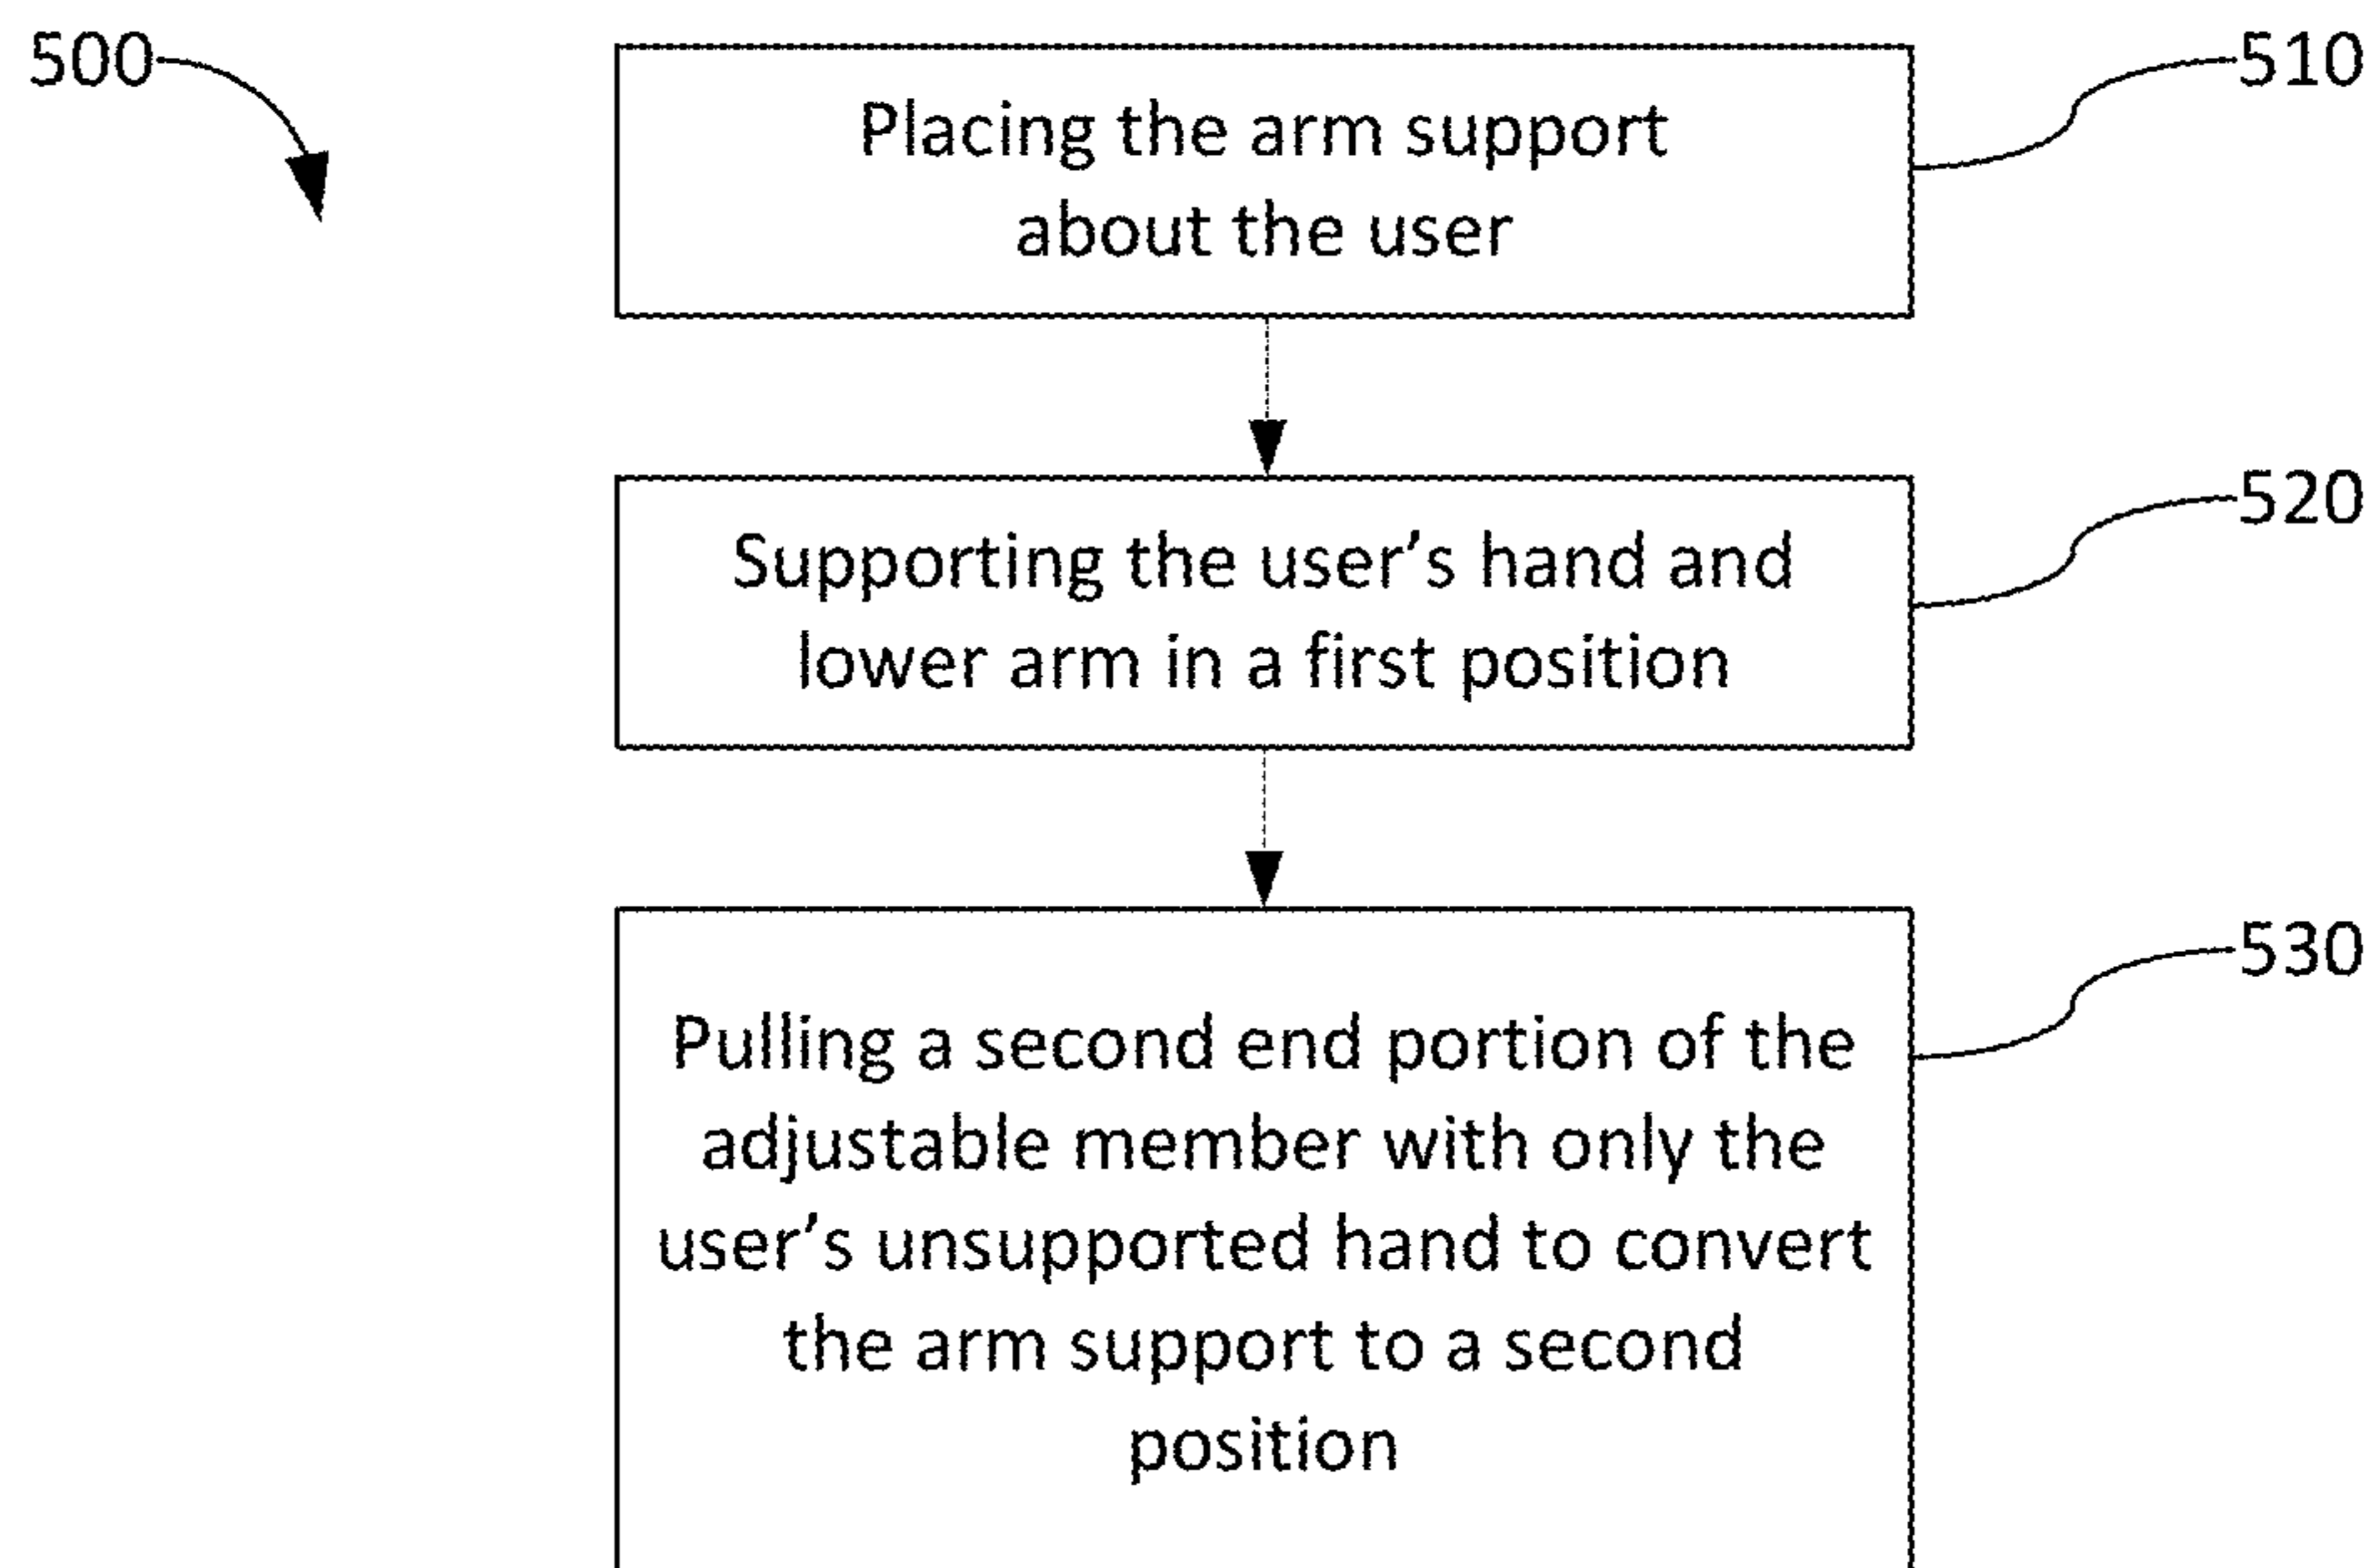 500
510
Placing the arm support
about the user
520
Supporting the user’s hand and
lower arm in a first position
530
Pulling a second end portion of the
adjustable member with only the
user’s unsupported hand to convert
the arm support to a second
position